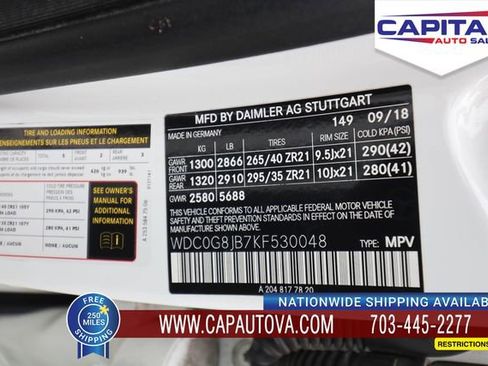 CAPITAL
AUTO SAL
TIRE AND LOADING INFORMATION
RENSEIGNEMENTS SUR LES PNEUS ET LE CHARGEMENT
SEE OWNER'S
MANUAL FOR
ADDITIONAL
INFORMATION
MFD BY DAIMLER AG STUTTGART
MADE IN GERMANY
149 09/18
KG LB TIRES RIM SIZE COLD KPA(PSI)
GAWR FRONT 1300 2866 265/40 ZR21 9.5Jx21 290(42)
GAWR REAR 1320 2910 295/35 ZR21 10Jx21 280(41)
GVWR 2580 5688
THIS VEHICLE CONFORMS TO ALL APPLICABLE FEDERAL MOTOR VEHICLE
SAFETY AND THEFT PREVENTION STANDARDS IN EFFECT
ON THE DATE OF MANUFACTURE SHOWN ABOVE.
WDC0G8JB7KF530048 TYPE: MPV
A 204 817 78 20
FREE
250
MILES
SHIPPING
NATIONWIDE SHIPPING AVAILABL
WWW.CAPAUTOVA.COM 703-445-2277
RESTRICTIONS